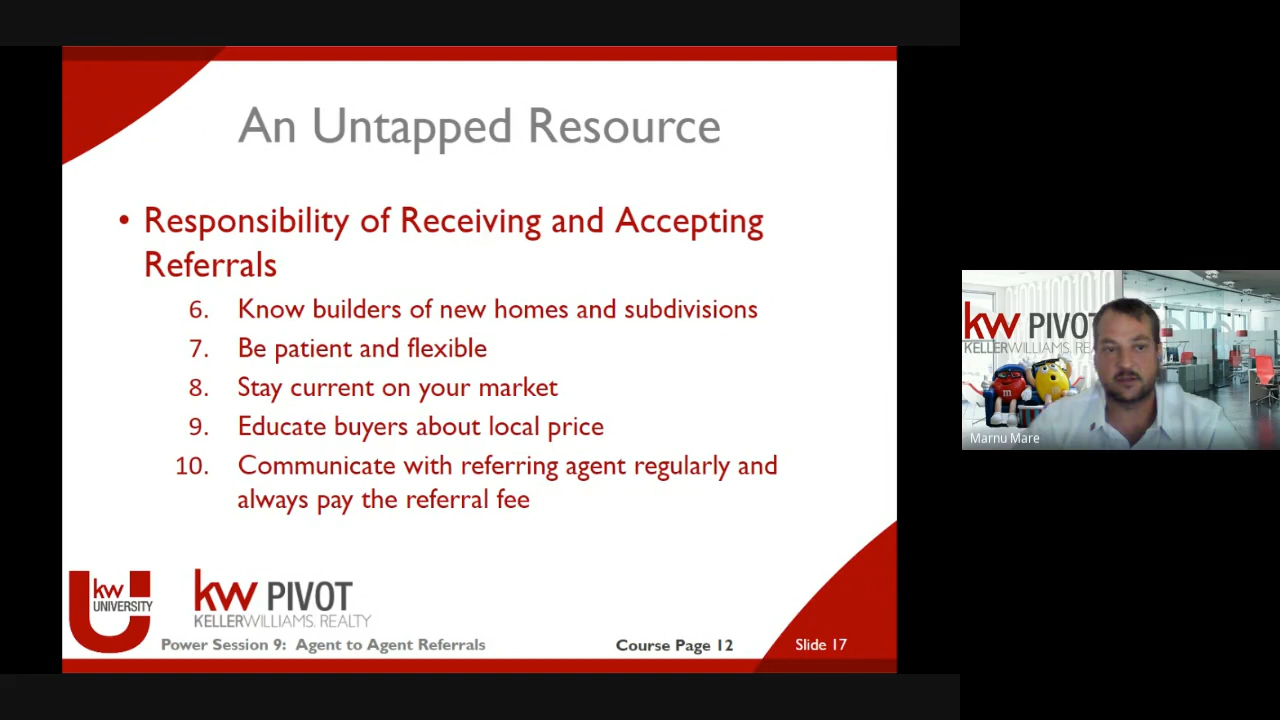 An Untapped Resource
• Responsibility of Receiving and Accepting
Referrals
6. Know builders of new homes and subdivisions
7. Be patient and flexible
8. Stay current on your market
9. Educate buyers about local price
10. Communicate with referring agent regularly and
always pay the referral fee
kw
UNIVERSITY
kw PIVOT
KELLERWILLIAMS. REALTY
Power Session 9: Agent to Agent Referrals
Course Page 12
Slide 17
kw PIVOT
KELLERWILLIAMS. RE
m
Marnu Mare